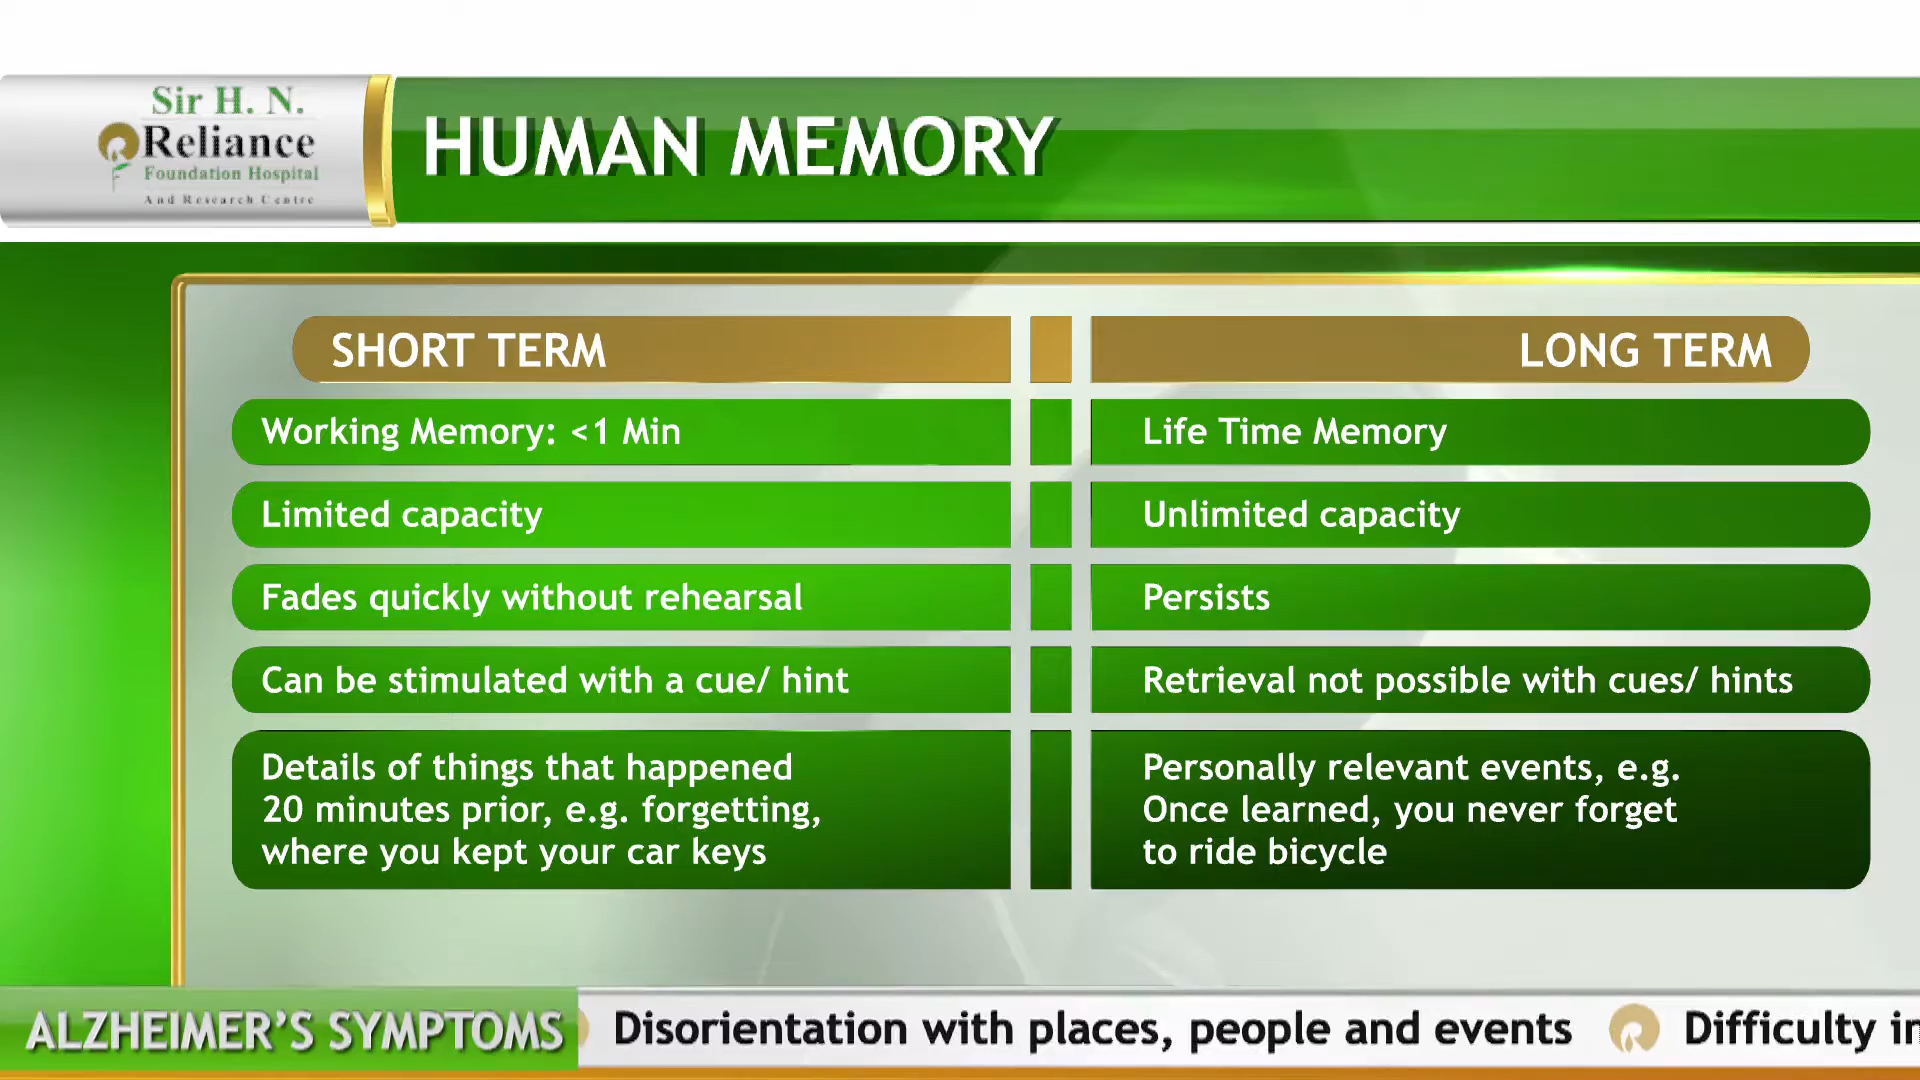 Sir H. N.
Reliance
Foundation Hospital
And Research Centre
HUMAN MEMORY
SHORT TERM
LONG TERM
Working Memory: <1 Min
Life Time Memory
Limited capacity
Unlimited capacity
Fades quickly without rehearsal
Persists
Can be stimulated with a cue/ hint
Retrieval not possible with cues/ hints
Details of things that happened
20 minutes prior, e.g. forgetting,
where you kept your car keys
Personally relevant events, e.g.
Once learned, you never forget
to ride bicycle
ALZHEIMER'S SYMPTOMS
Disorientation with places, people and events
Difficulty in